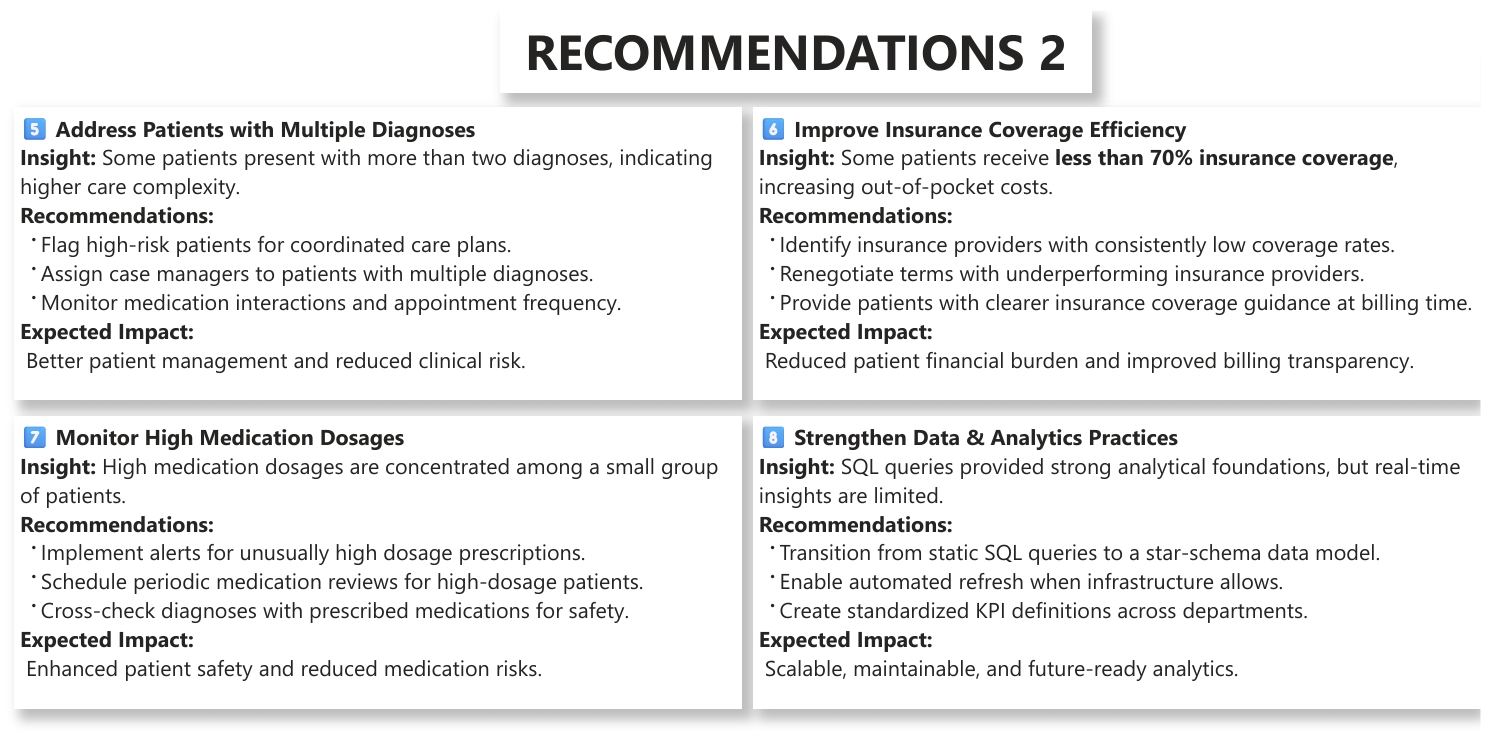 RECOMMENDATIONS 2
5️⃣ Address Patients with Multiple Diagnoses
Insight: Some patients present with more than two diagnoses, indicating
higher care complexity.
Recommendations:
· Flag high-risk patients for coordinated care plans.
· Assign case managers to patients with multiple diagnoses.
· Monitor medication interactions and appointment frequency.
Expected Impact:
Better patient management and reduced clinical risk.
6️⃣ Improve Insurance Coverage Efficiency
Insight: Some patients receive less than 70% insurance coverage,
increasing out-of-pocket costs.
Recommendations:
· Identify insurance providers with consistently low coverage rates.
· Renegotiate terms with underperforming insurance providers.
· Provide patients with clearer insurance coverage guidance at billing time.
Expected Impact:
Reduced patient financial burden and improved billing transparency.
7️⃣ Monitor High Medication Dosages
Insight: High medication dosages are concentrated among a small group
of patients.
Recommendations:
· Implement alerts for unusually high dosage prescriptions.
· Schedule periodic medication reviews for high-dosage patients.
· Cross-check diagnoses with prescribed medications for safety.
Expected Impact:
Enhanced patient safety and reduced medication risks.
8️⃣ Strengthen Data & Analytics Practices
Insight: SQL queries provided strong analytical foundations, but real-time
insights are limited.
Recommendations:
· Transition from static SQL queries to a star-schema data model.
· Enable automated refresh when infrastructure allows.
· Create standardized KPI definitions across departments.
Expected Impact:
Scalable, maintainable, and future-ready analytics.